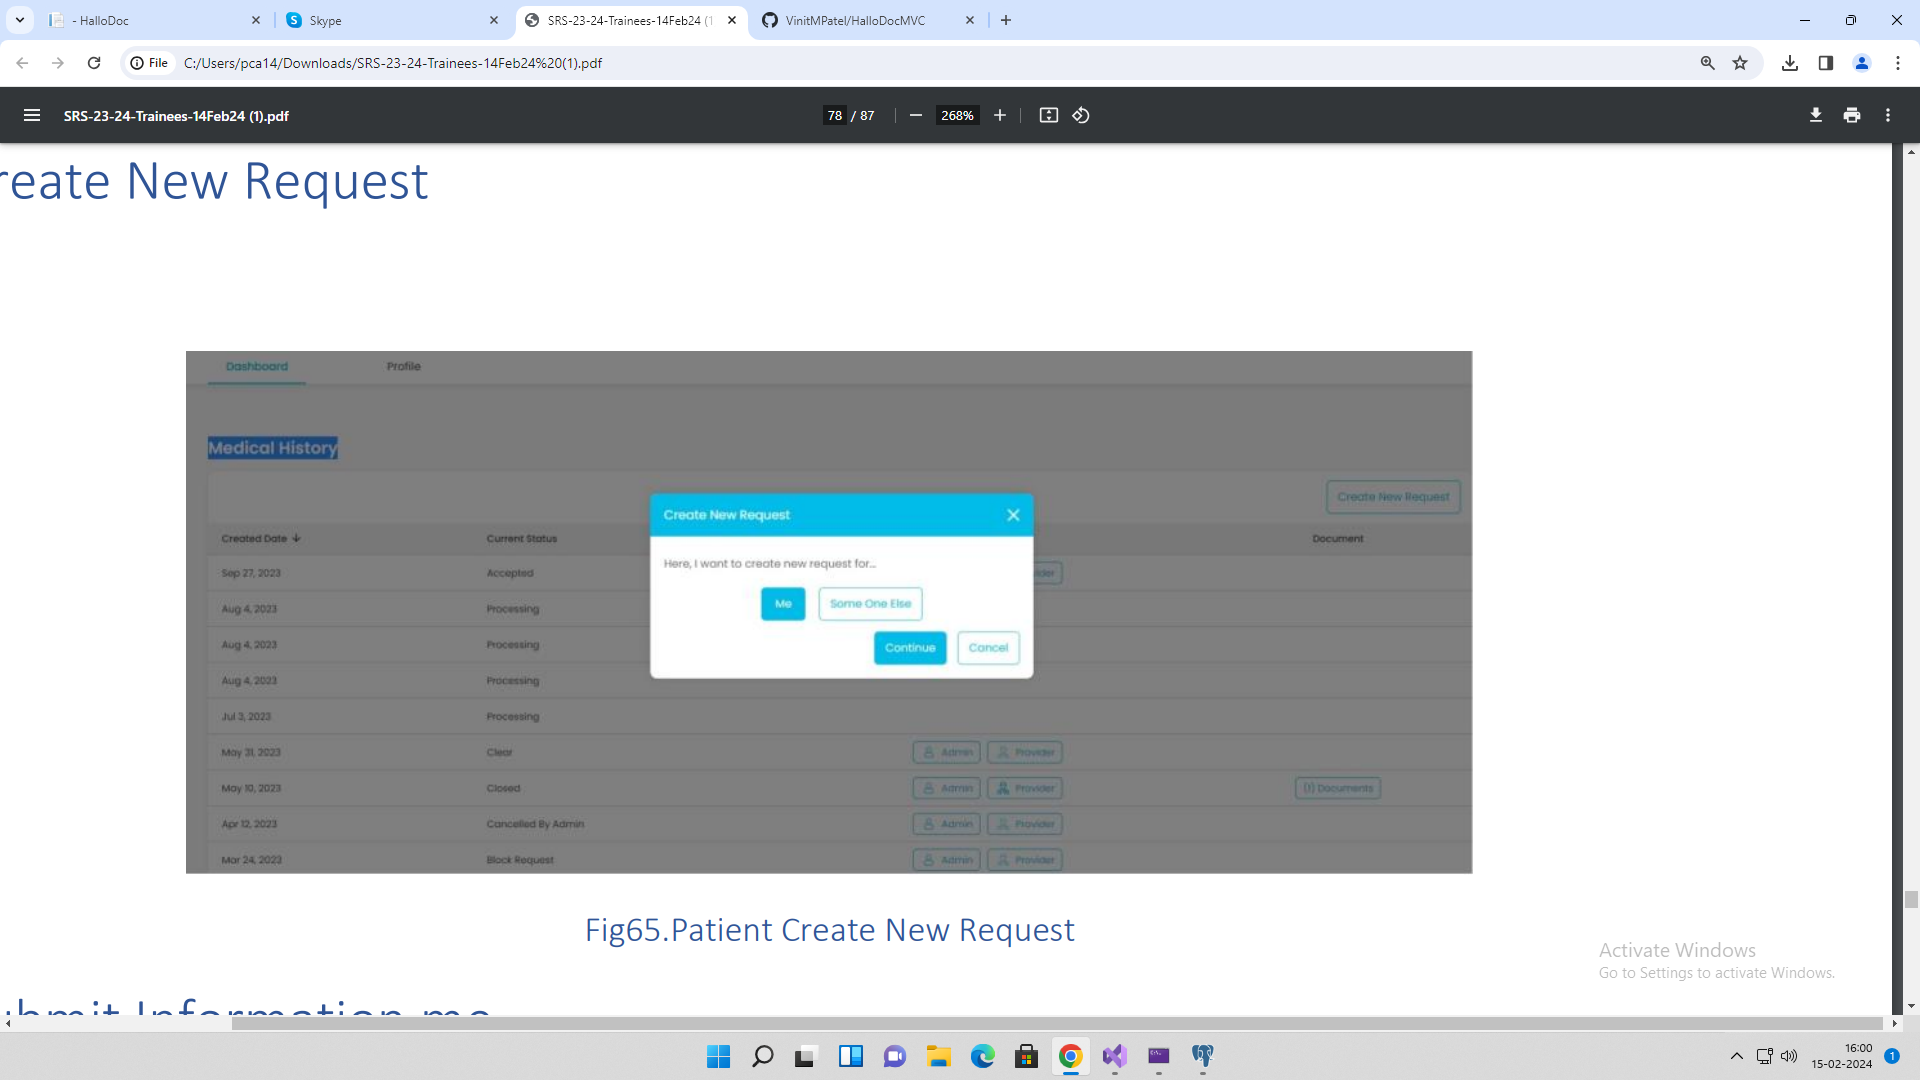 - HalloDoc
Skype
SRS-23-24-Trainees-14Feb24 (1
VinitMPatel/HalloDocMVC
File
C:/Users/pca14/Downloads/SRS-23-24-Trainees-14Feb24%20(1).pdf
SRS-23-24-Trainees-14Feb24 (1).pdf
78 / 87
268%
reate New Request
Dashboard Profile
Medical History
Create New Request
Create New Request
Created Date Current Status Document
Here, I want to create new request for...
Sep 27, 2023 Accepted
Me Some One Else
Aug 4, 2023 Processing
Continue Cancel
Aug 4, 2023 Processing
Aug 4, 2023 Processing
Jul 3, 2023 Processing
May 31, 2023 Clear Admin Provider
May 10, 2023 Closed Admin Provider (1) Documents
Apr 12, 2023 Cancelled By Admin Admin Provider
Mar 24, 2023 Block Request Admin Provider
Fig65.Patient Create New Request
Activate Windows
Go to Settings to activate Windows.
ubmit Information me
16:00
15-02-2024
1